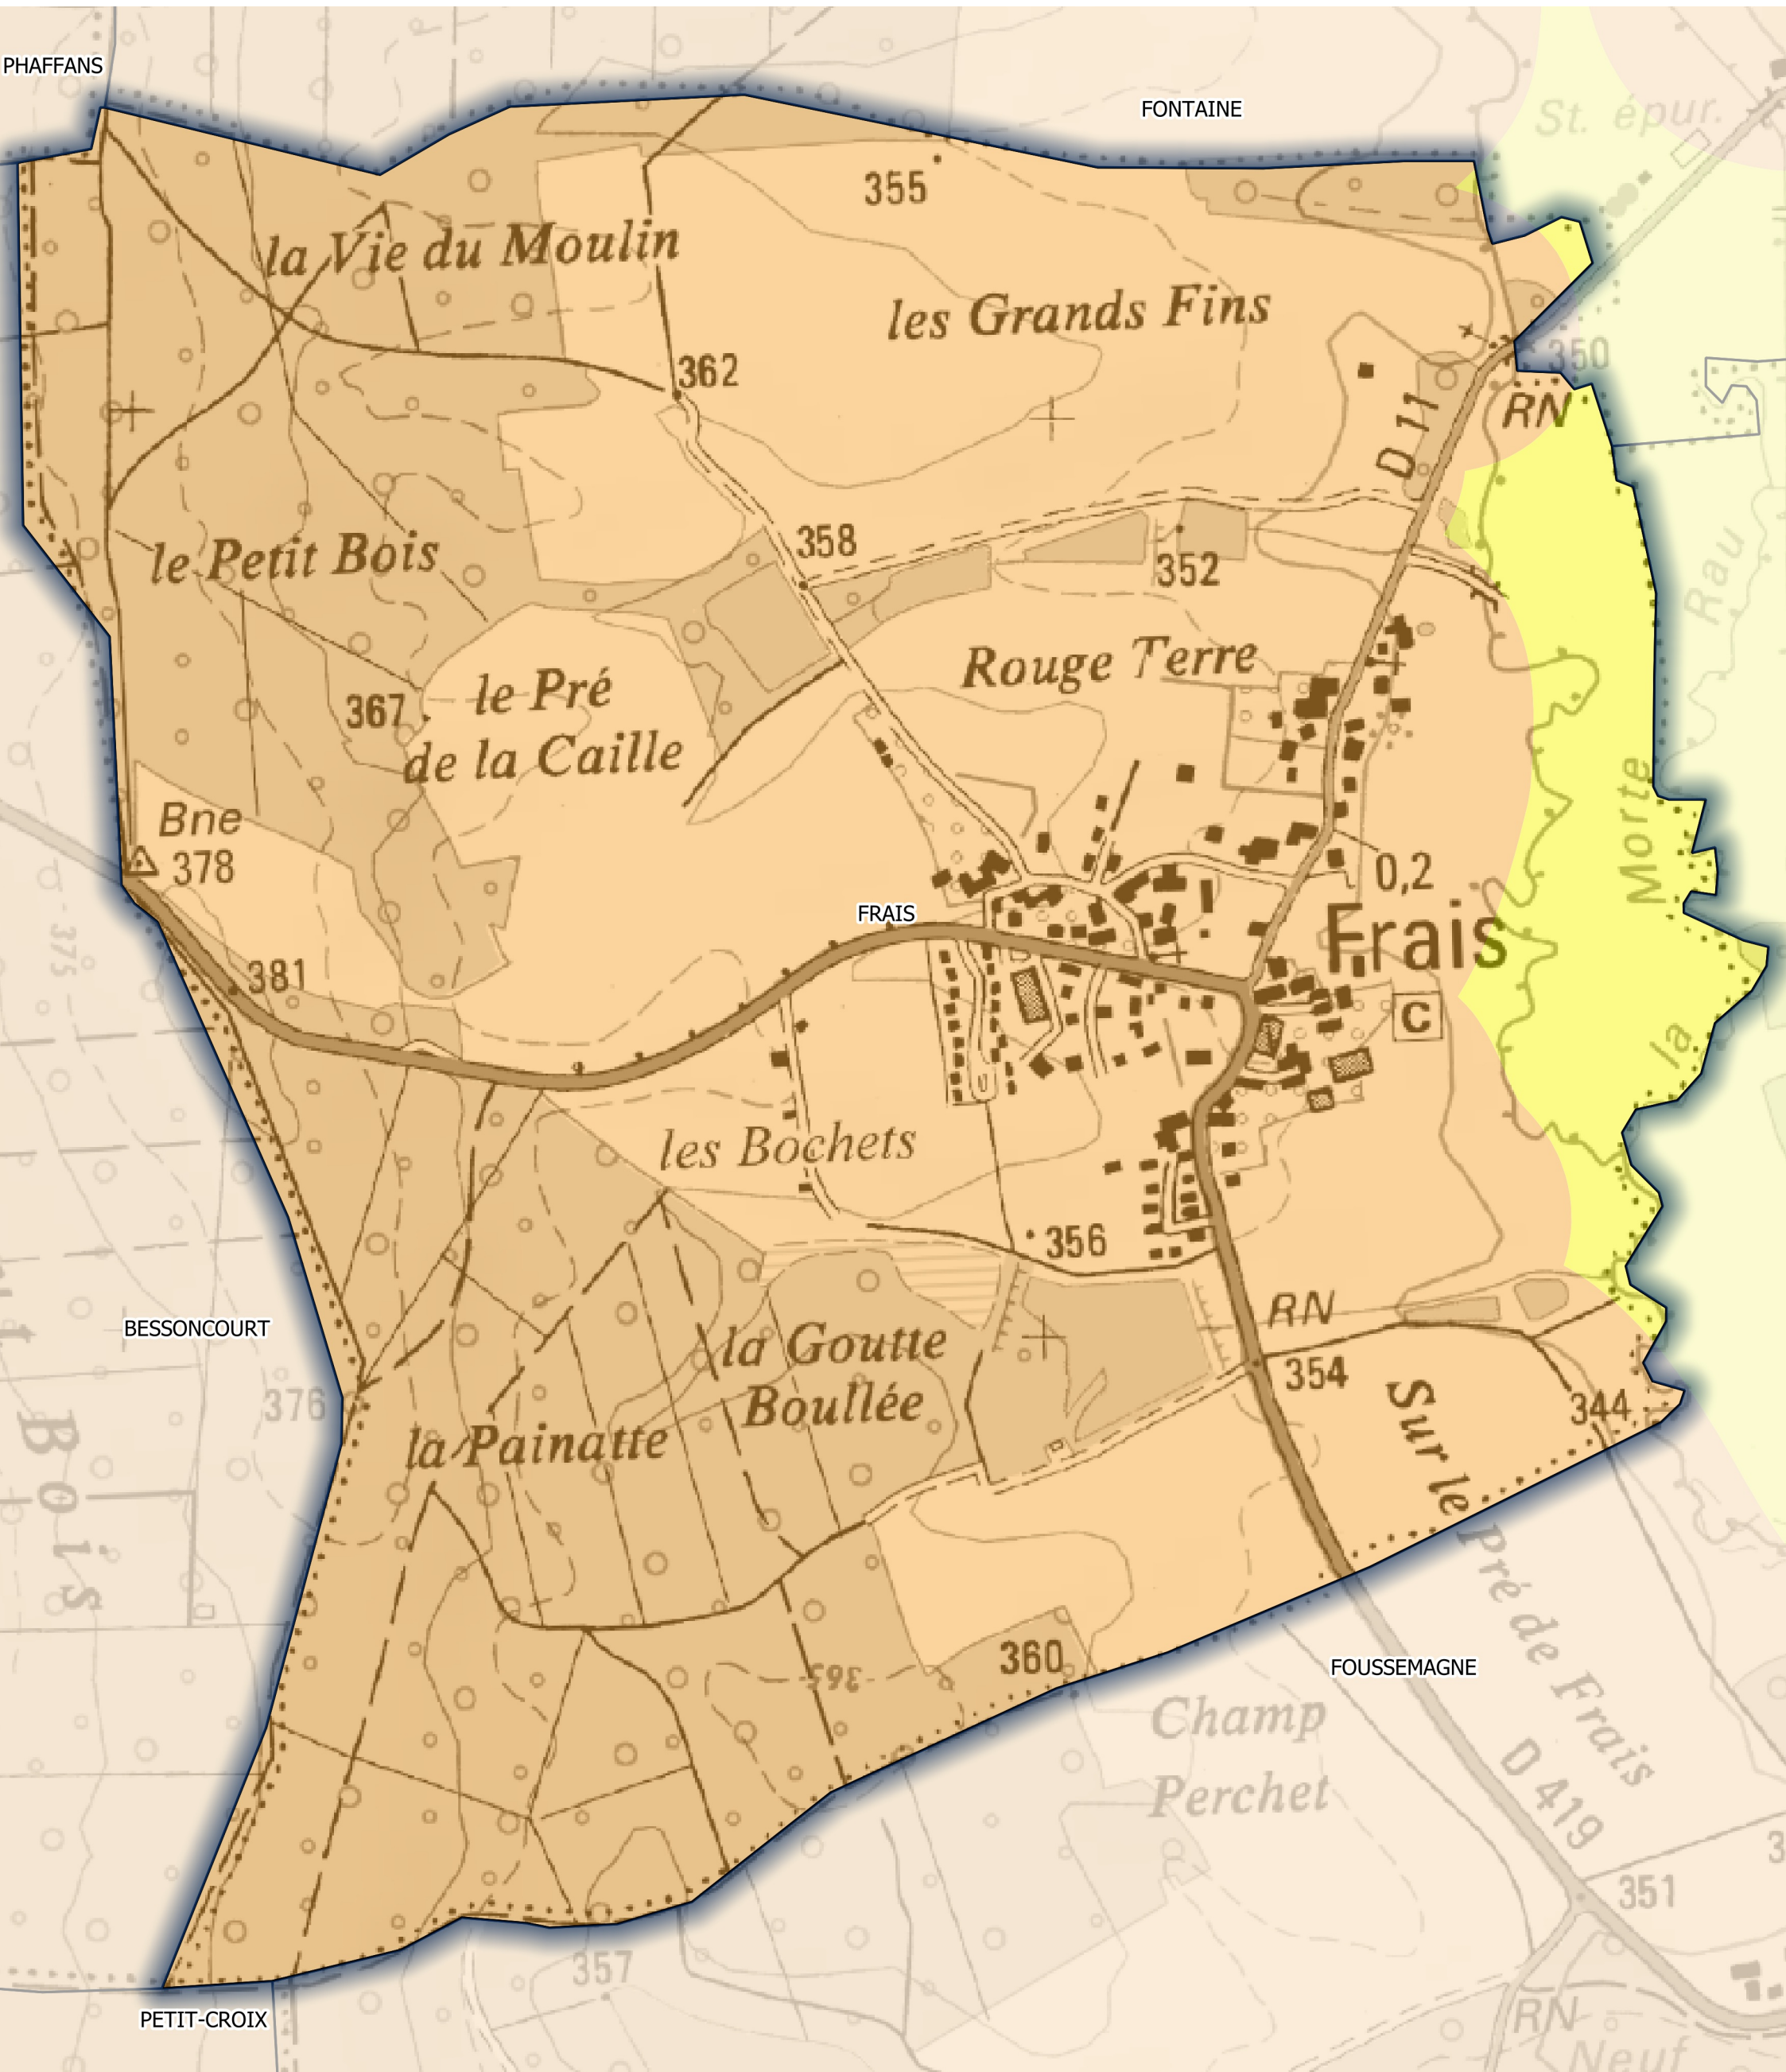 PHAFFANS
FONTAINE
St. épur.
355
la Vie du Moulin
les Grands Fins
350
362
RN
D 11
358
le Petit Bois
352
Rau
Rouge Terre
le Pré
367
de la Caille
Morte
Bne
378
0,2
FRAIS
Frais
375
381
C
la
les Bochets
356
RN
BESSONCOURT
la Goutte
354
376
Boullée
344
Bois
la Painatte
Sur le Pré de Frais
360
FOUSSEMAGNE
365
Champ
Perchet
D 419
351
357
RN
PETIT-CROIX
Neuf